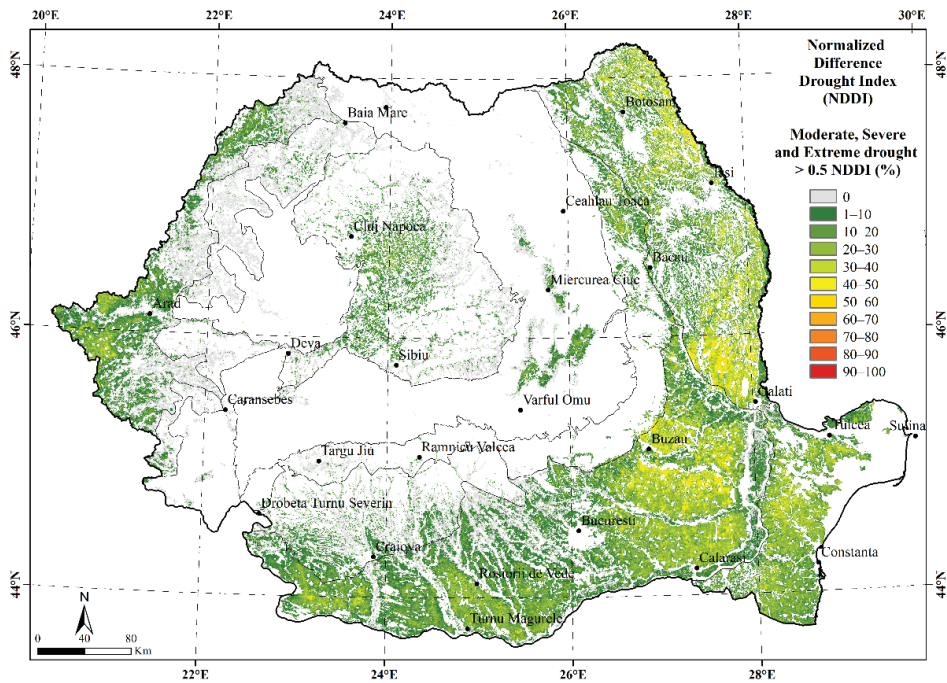 20°E 22°E 24°E 26°E 28°E 30°E
48°N 48°N
Normalized
Difference
Drought Index
(NDDI)
Moderate, Severe
and Extreme drought
> 0.5 NDDI (%)
0
1–10
10 20
20–30
30–40
40–50
50 60
60–70
70–80
80–90
90–100
Baia Mare
Botosani
Iasi
Ceahlau Toaca
Cluj Napoca
Bacau
Miercurea Ciuc
Arad
46°N 46°N
Deva
Sibiu
Caransebes
Varful Omu
Galati
Tulcea
Sulina
Buzau
Targu Jiu
Ramnicu Valcea
Drobeta Turnu Severin
Bucuresti
Craiova
Calarasi
Constanta
Rosiorii de Vede
44°N 44°N
Turnu Magurele
N
0 40 80
Km
22°E 24°E 26°E 28°E